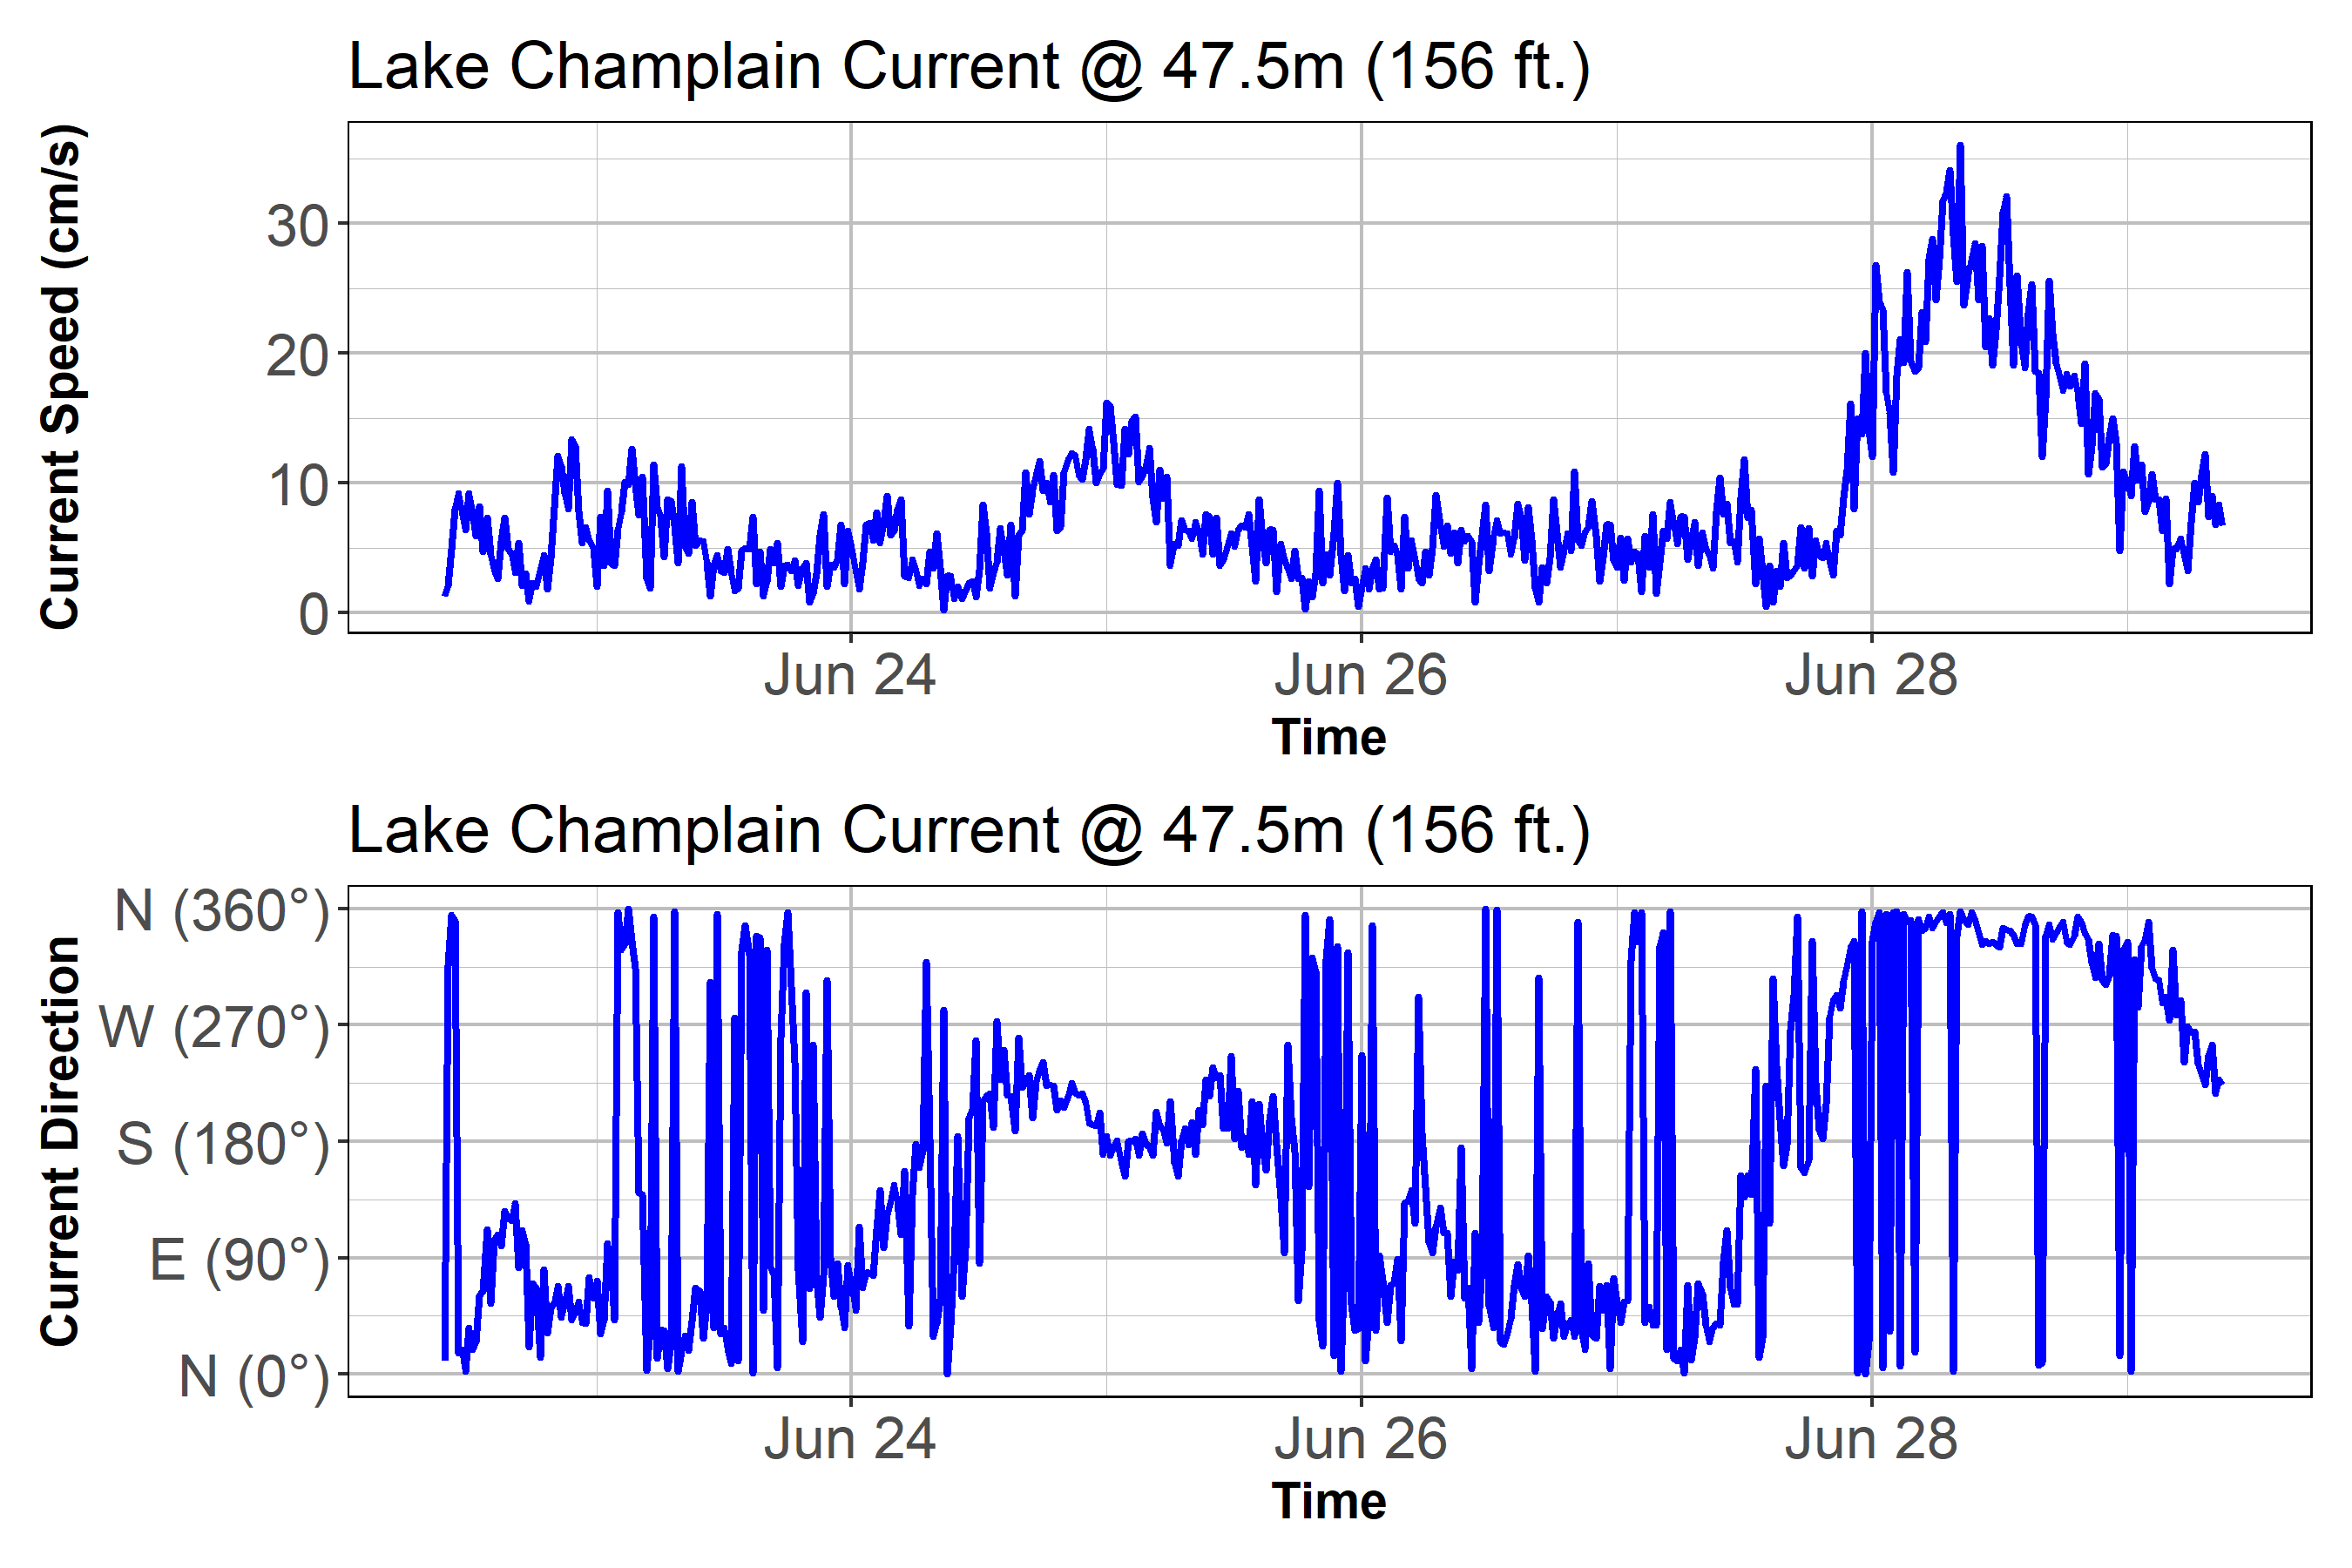 Lake Champlain Current @ 47.5m (156 ft.)
Current Speed (cm/s)
30
20
10
0
Jun 24 Jun 26 Jun 28
Time
Lake Champlain Current @ 47.5m (156 ft.)
Current Direction
N (360°)
W (270°)
S (180°)
E (90°)
N (0°)
Jun 24 Jun 26 Jun 28
Time